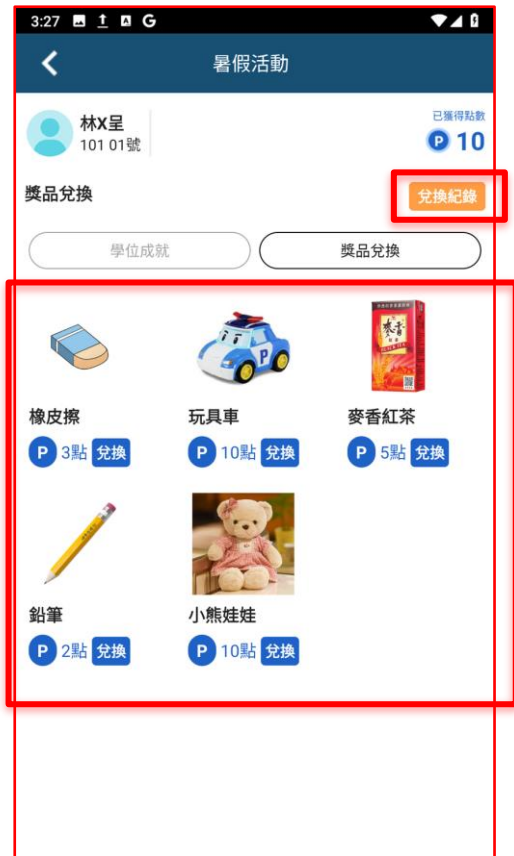 3:27
G
暑假活動
林X呈
101 01號
已獲得點數
P 10
獎品兌換
兌換紀錄
學位成就
獎品兌換
P
麥香
橡皮擦
玩具車
麥香紅茶
P 3點 兌換
P 10點 兌換
P 5點 兌換
鉛筆
小熊娃娃
P 2點 兌換
P 10點 兌換